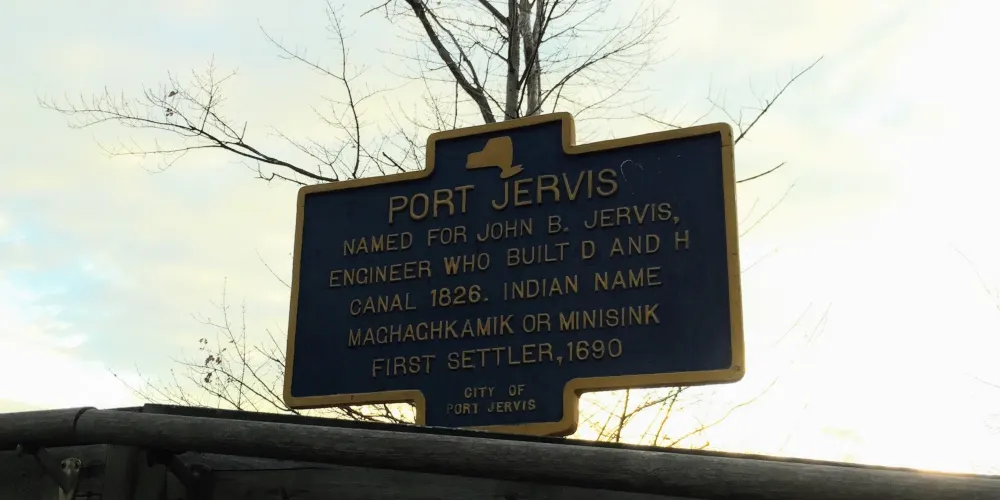 PORT JERVIS
NAMED FOR JOHN B. JERVIS,
ENGINEER WHO BUILT D AND H
CANAL 1826. INDIAN NAME
MAGHAGHKAMIK OR MINISINK
FIRST SETTLER, 1690
CITY OF
PORT JERVIS